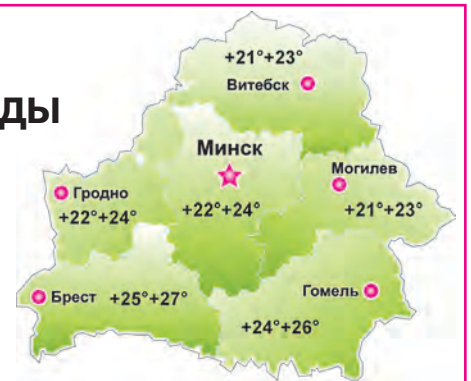 +21°+23°
Витебск
ды
Минск
Могилев
Гродно
+22°+24°
+22°+24°
+21°+23°
Брест +25°+27°
Гомель
+24°+26°